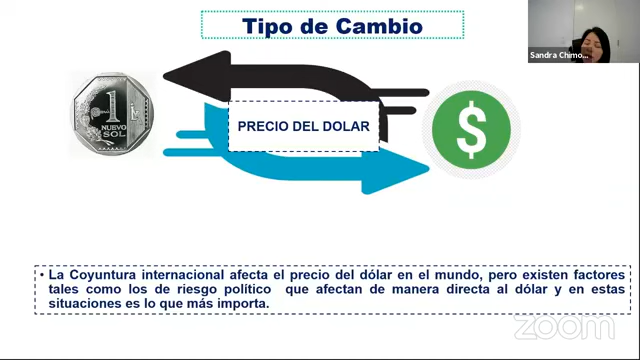 Tipo de Cambio
Sandra Chimo...
1
NUEVO
SOL
PRECIO DEL DOLAR
$
• La Coyuntura internacional afecta el precio del dólar en el mundo, pero existen factores
tales como los de riesgo político que afectan de manera directa al dólar y en estas
situaciones es lo que más importa.
zoom